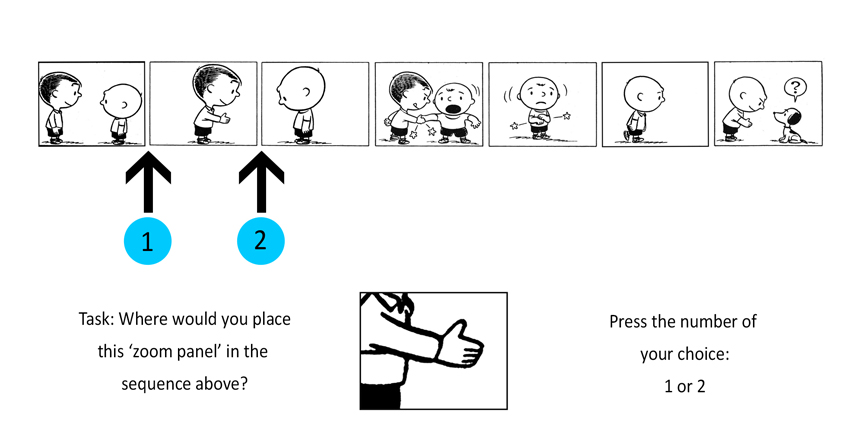 ?
1
2
Task: Where would you place
this ‘zoom panel’ in the
sequence above?
Press the number of
your choice:
1 or 2